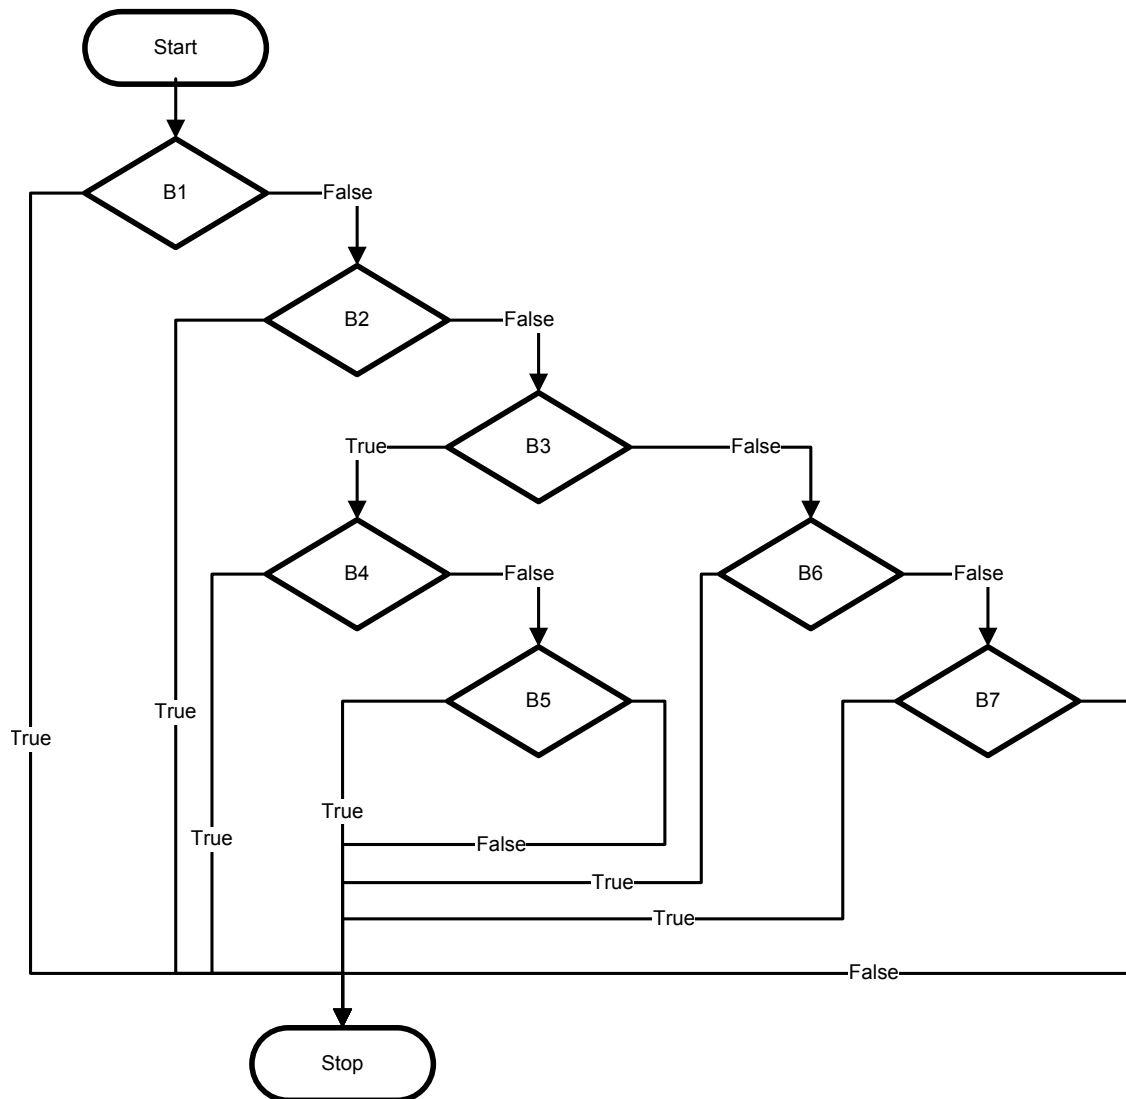 Start
B1
False
B2
False
True
B3
False
B4
False
B6
False
B5
B7
True
True
True
True
False
True
True
False
Stop